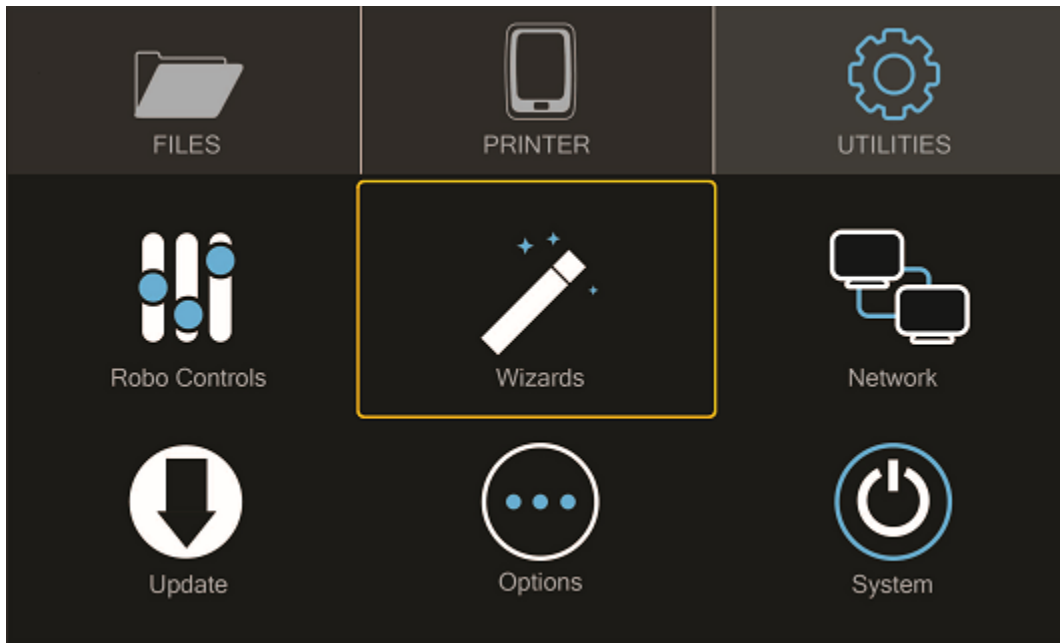 FILES
PRINTER
UTILITIES
Robo Controls
Wizards
Network
Update
Options
System